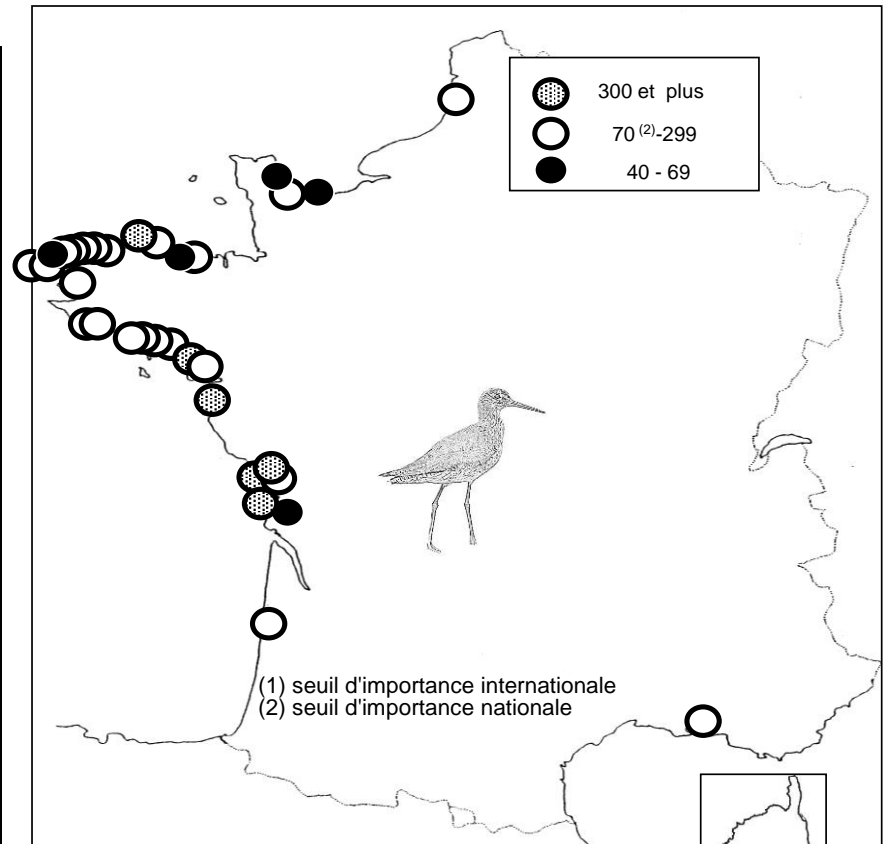 300 et plus
70 (2)-299
40 - 69
(1) seuil d'importance internationale
(2) seuil d'importance nationale